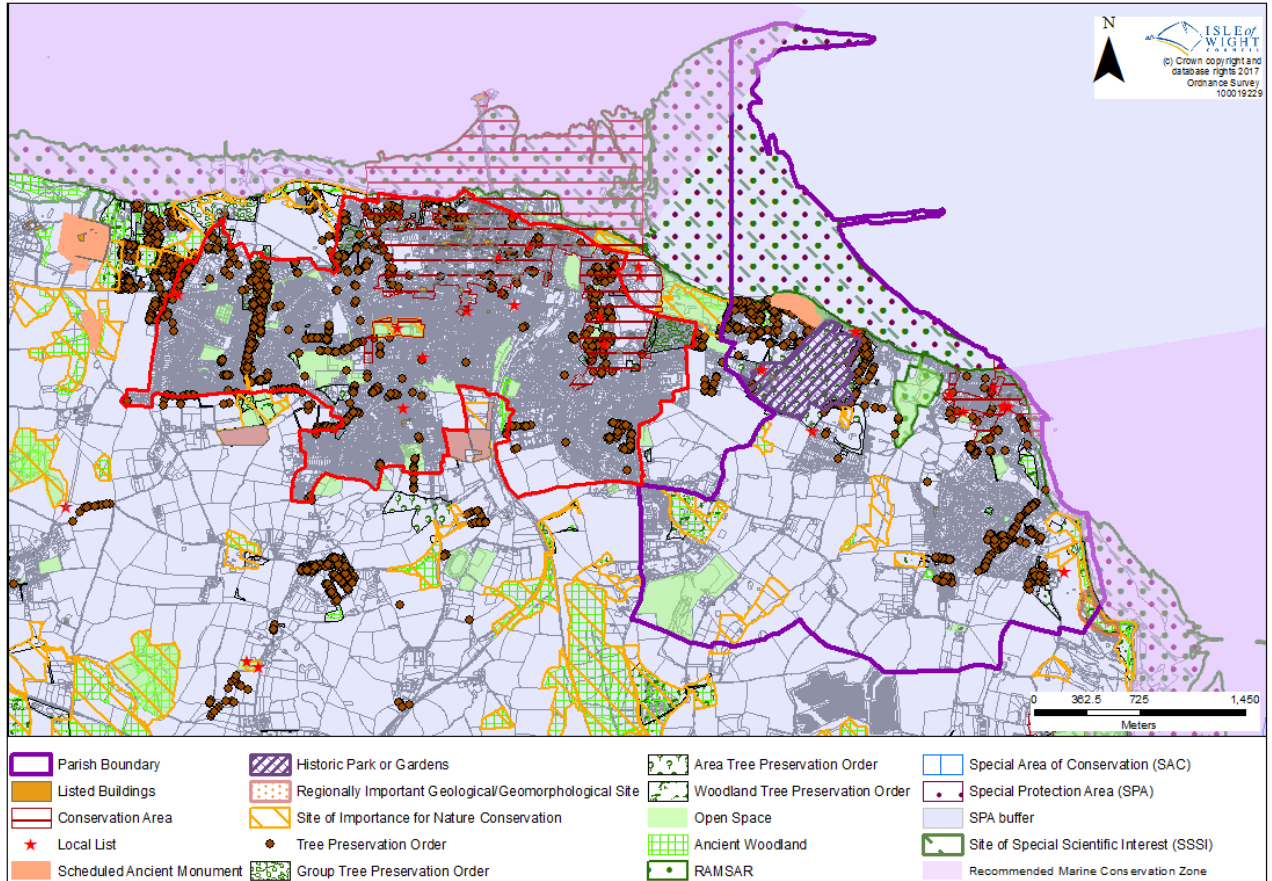 N
ISLE of
WIGHT
COUNCIL
(c) Crown copyright and
database rights 2017
Ordnance Survey
100019229
0 362.5 725 1,450
Meters
Parish Boundary
Listed Buildings
Conservation Area
Local List
Scheduled Ancient Monument
Historic Park or Gardens
Regionally Important Geological/Geomorphological Site
Site of Importance for Nature Conservation
Tree Preservation Order
Group Tree Preservation Order
Area Tree Preservation Order
Woodland Tree Preservation Order
Open Space
Ancient Woodland
RAMSAR
Special Area of Conservation (SAC)
Special Protection Area (SPA)
SPA buffer
Site of Special Scientific Interest (SSSI)
Recommended Marine Conservation Zone